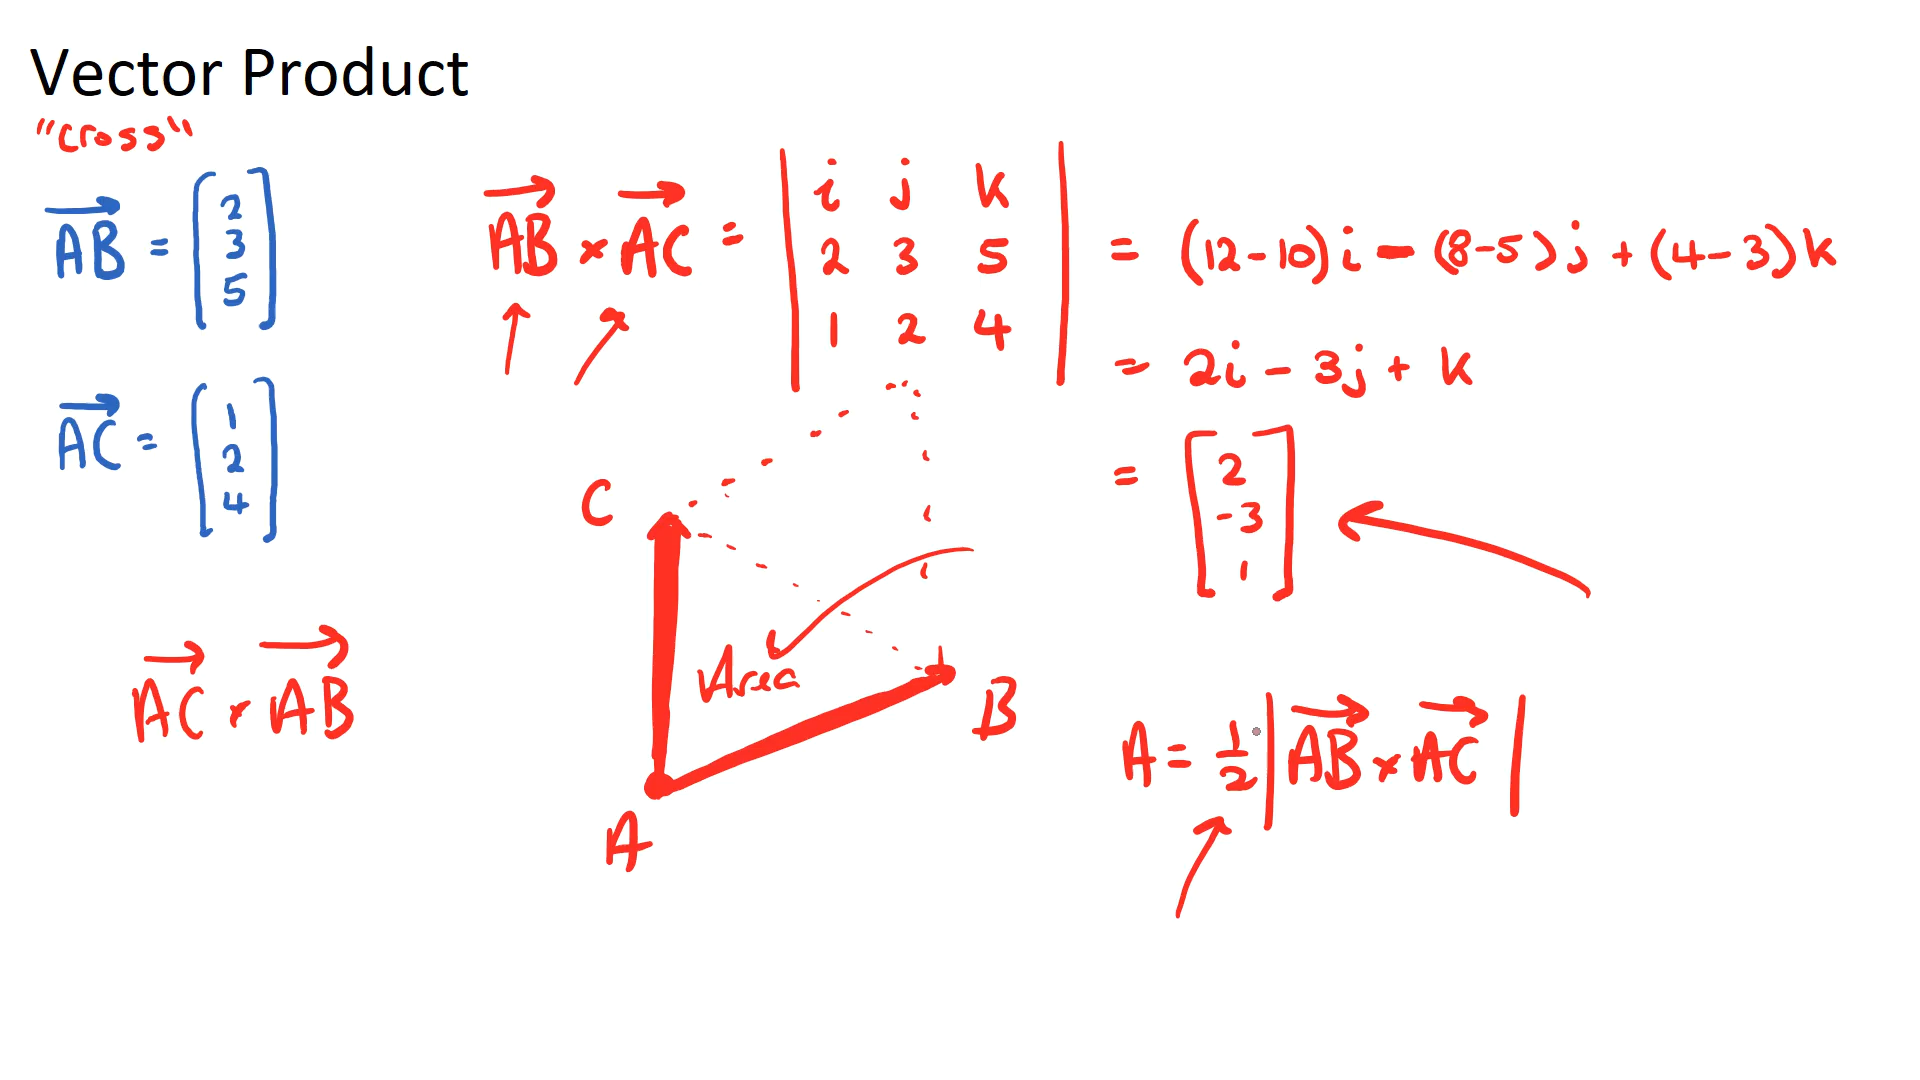 Vector Product
"cross"
AB = [2 3 5]
AC = [1 2 4]
AC × AB
AB × AC = | i j k |
| 2 3 5 |
| 1 2 4 |
= (12-10)i - (8-5)j + (4-3)k
= 2i - 3j + k
= [2 -3 1]
C
Area
B
A
A = 1/2 | AB × AC |